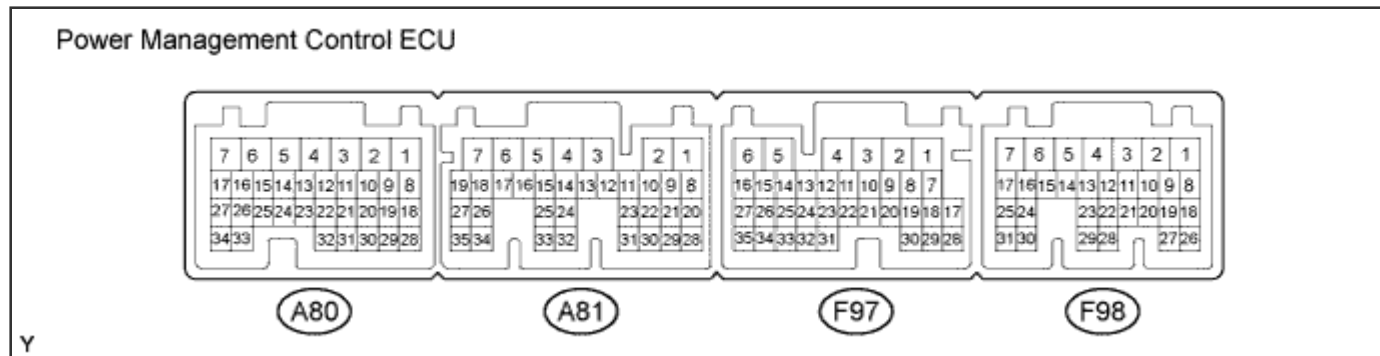 Power Management Control ECU
7 6 5 4 3 2 1 7 6 5 4 3 2 1 6 5 4 3 2 1 7 6 5 4 3 2 1
17 16 15 14 13 12 11 10 9 8 19 18 17 16 15 14 13 12 11 10 9 8 16 15 14 13 12 11 10 9 8 7 17 16 15 14 13 12 11 10 9 8
27 26 25 24 23 22 21 20 19 18 27 26 25 24 23 22 21 20 27 26 25 24 23 22 21 20 19 18 17 25 24 23 22 21 20 19 18
34 33 32 31 30 29 28 35 34 33 32 31 30 29 28 35 34 33 32 31 30 29 28 31 30 29 28 27 26
A80 A81 F97 F98
Y